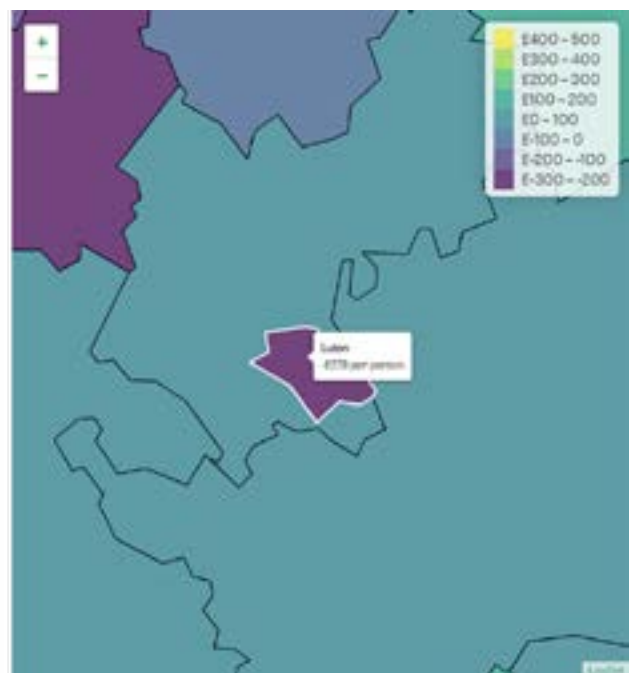 +
−
£400 – 500
£300 – 400
£200 – 300
£100 – 200
£0 – 100
£-100 – 0
£-200 – -100
£-300 – -200
Luton
per person
Leaflet